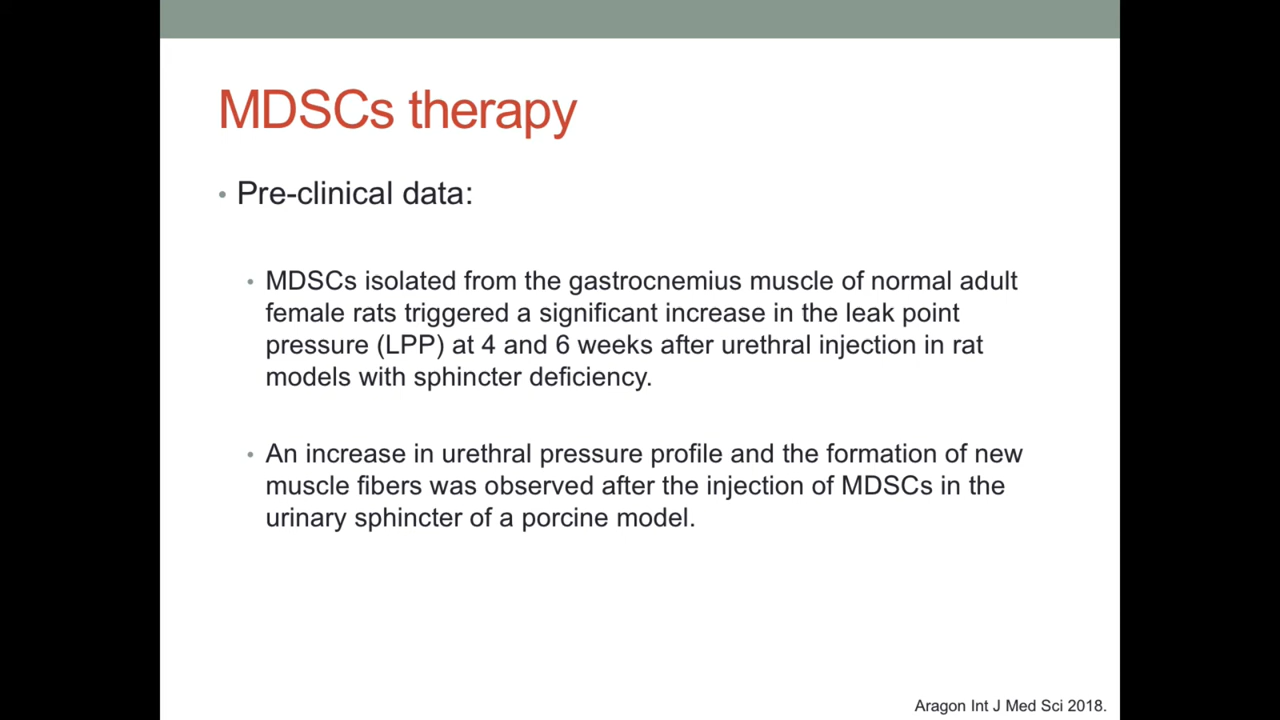 MDSCs therapy
• Pre-clinical data:
• MDSCs isolated from the gastrocnemius muscle of normal adult
female rats triggered a significant increase in the leak point
pressure (LPP) at 4 and 6 weeks after urethral injection in rat
models with sphincter deficiency.
• An increase in urethral pressure profile and the formation of new
muscle fibers was observed after the injection of MDSCs in the
urinary sphincter of a porcine model.
Aragon Int J Med Sci 2018.